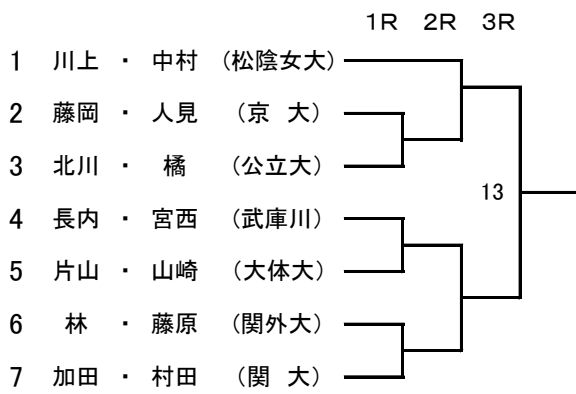 1R 2R 3R
1 川上 ・ 中村 (松陰女大)
2 藤岡 ・ 人見 (京 大)
3 北川 ・ 橘 (公立大)
13
4 長内 ・ 宮西 (武庫川)
5 片山 ・ 山崎 (大体大)
6 林 ・ 藤原 (関外大)
7 加田 ・ 村田 (関 大)